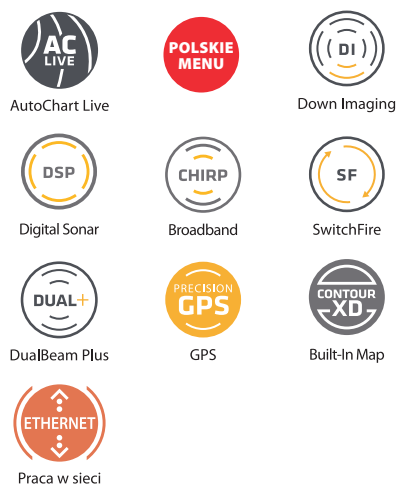 AC
LIVE
AutoChart Live
POLSKIE
MENU
DI
Down Imaging
DSP
Digital Sonar
CHIRP
Broadband
SF
SwitchFire
DUAL+
DualBeam Plus
PRECISION
GPS
GPS
CONTOUR
XD
Built-In Map
ETHERNET
Praca w sieci